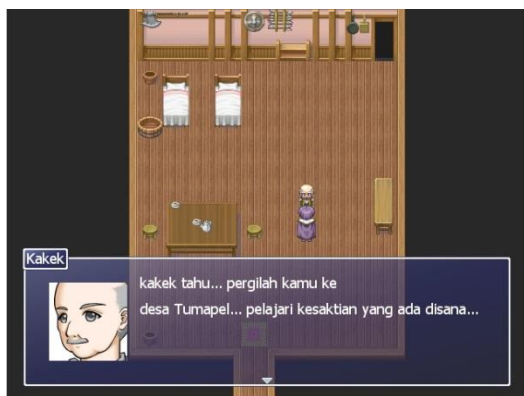 Kakek
kakek tahu... pergilah kamu ke
desa Tumapel... pelajari kesaktian yang ada disana...